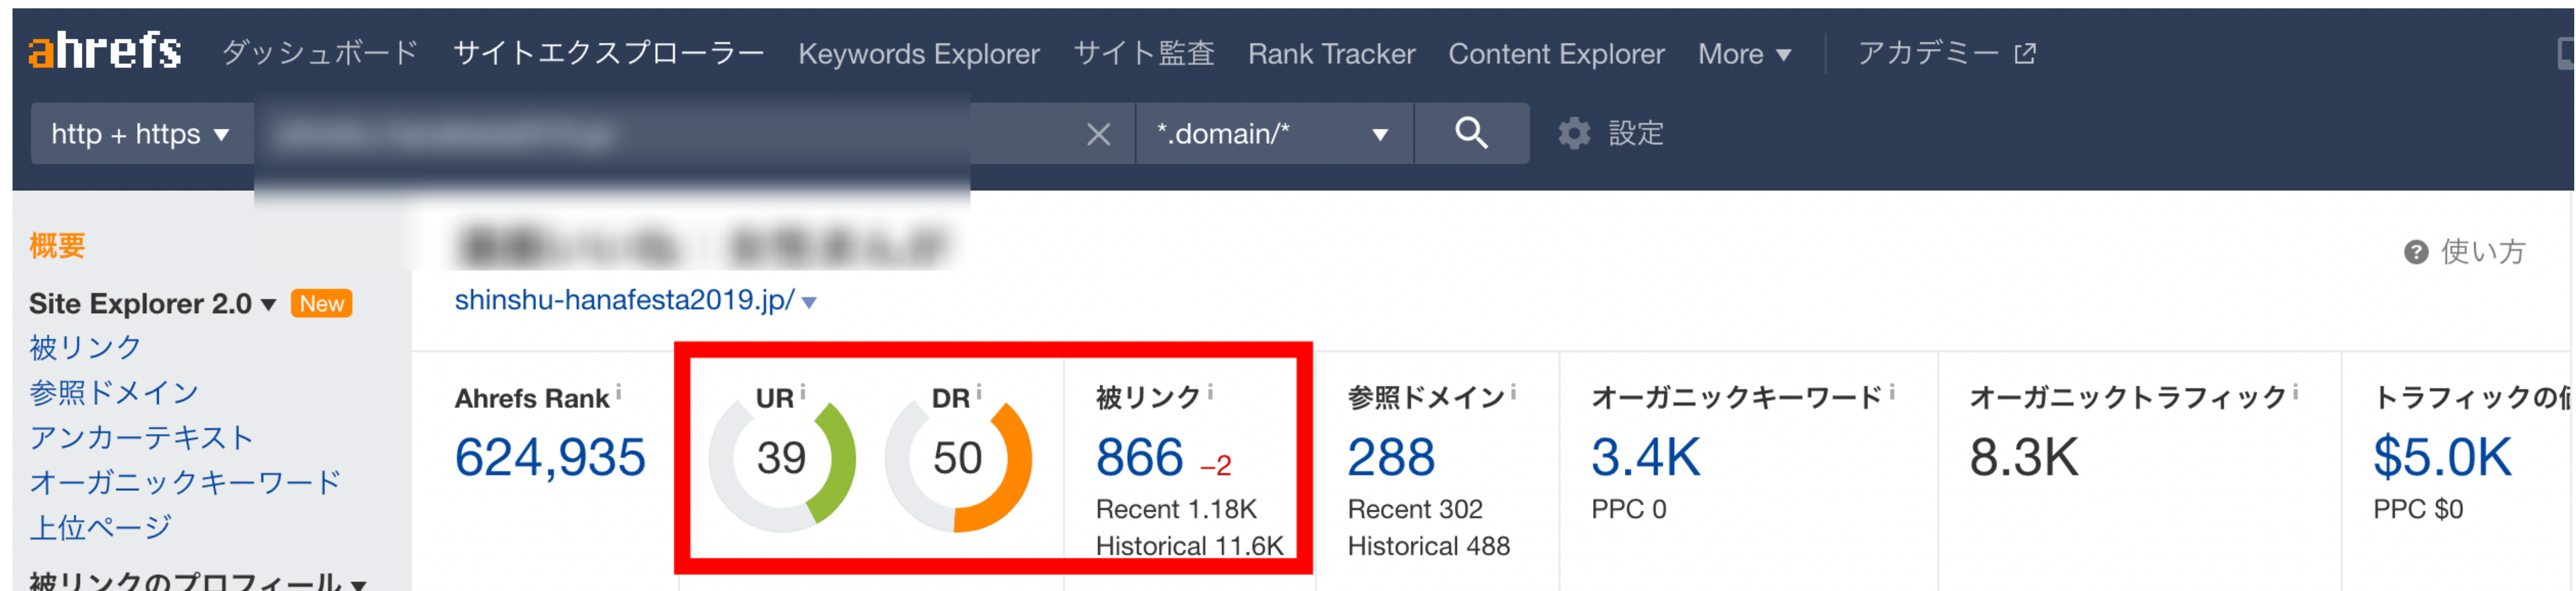 ahrefs ダッシュボード サイトエクスプローラー Keywords Explorer サイト監査 Rank Tracker Content Explorer More アカデミー
http + https *.domain/* 設定
概要
使い方
shinshu-hanafesta2019.jp/
Site Explorer 2.0 New
被リンク
参照ドメイン
アンカーテキスト
オーガニックキーワード
上位ページ
被リンクのプロフィール
Ahrefs Rank
624,935
UR
39
DR
50
被リンク
866 –2
Recent 1.18K
Historical 11.6K
参照ドメイン
288
Recent 302
Historical 488
オーガニックキーワード
3.4K
PPC 0
オーガニックトラフィック
8.3K
トラフィックの
$5.0K
PPC $0